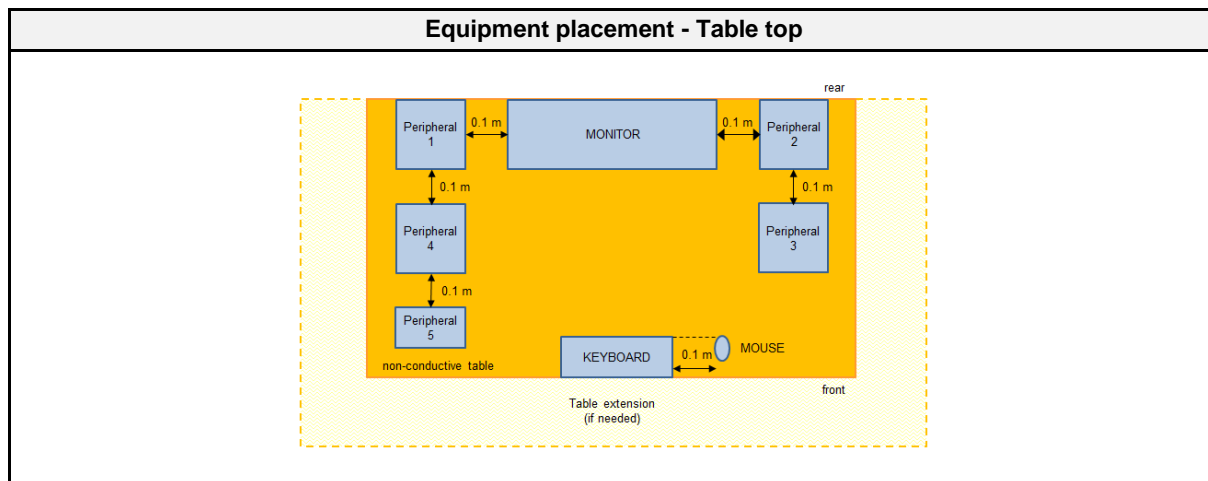 Equipment placement - Table top
rear
Peripheral
1
0.1 m
MONITOR
0.1 m
Peripheral
2
0.1 m
0.1 m
Peripheral
4
Peripheral
3
0.1 m
Peripheral
5
KEYBOARD
0.1 m
MOUSE
non-conductive table
front
Table extension
(if needed)